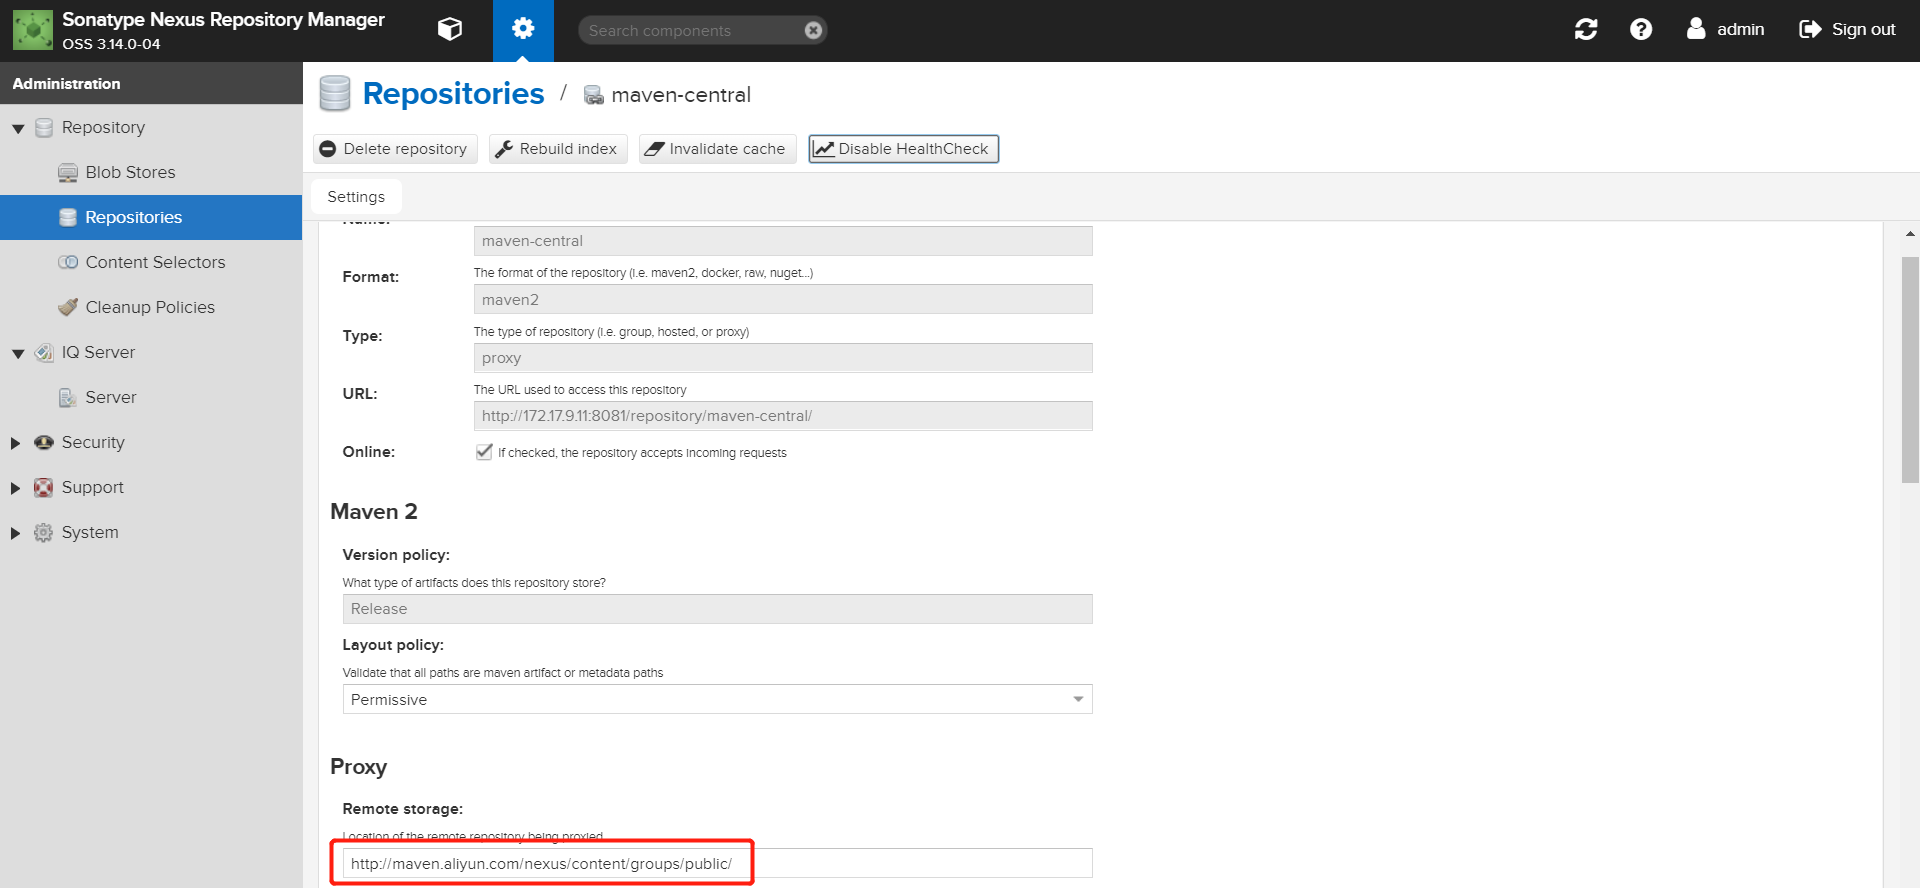 Sonatype Nexus Repository Manager
OSS 3.14.0-04
Search components
admin
Sign out
Administration
Repository
Blob Stores
Repositories
Content Selectors
Cleanup Policies
IQ Server
Server
Security
Support
System
Repositories / maven-central
Delete repository
Rebuild index
Invalidate cache
Disable HealthCheck
Settings
Name:
maven-central
Format:
The format of the repository (i.e. maven2, docker, raw, nuget...)
maven2
Type:
The type of repository (i.e. group, hosted, or proxy)
proxy
URL:
The URL used to access this repository
http://172.17.9.11:8081/repository/maven-central/
Online:
If checked, the repository accepts incoming requests
Maven 2
Version policy:
What type of artifacts does this repository store?
Release
Layout policy:
Validate that all paths are maven artifact or metadata paths
Permissive
Proxy
Remote storage:
Location of the remote repository being proxied
http://maven.aliyun.com/nexus/content/groups/public/